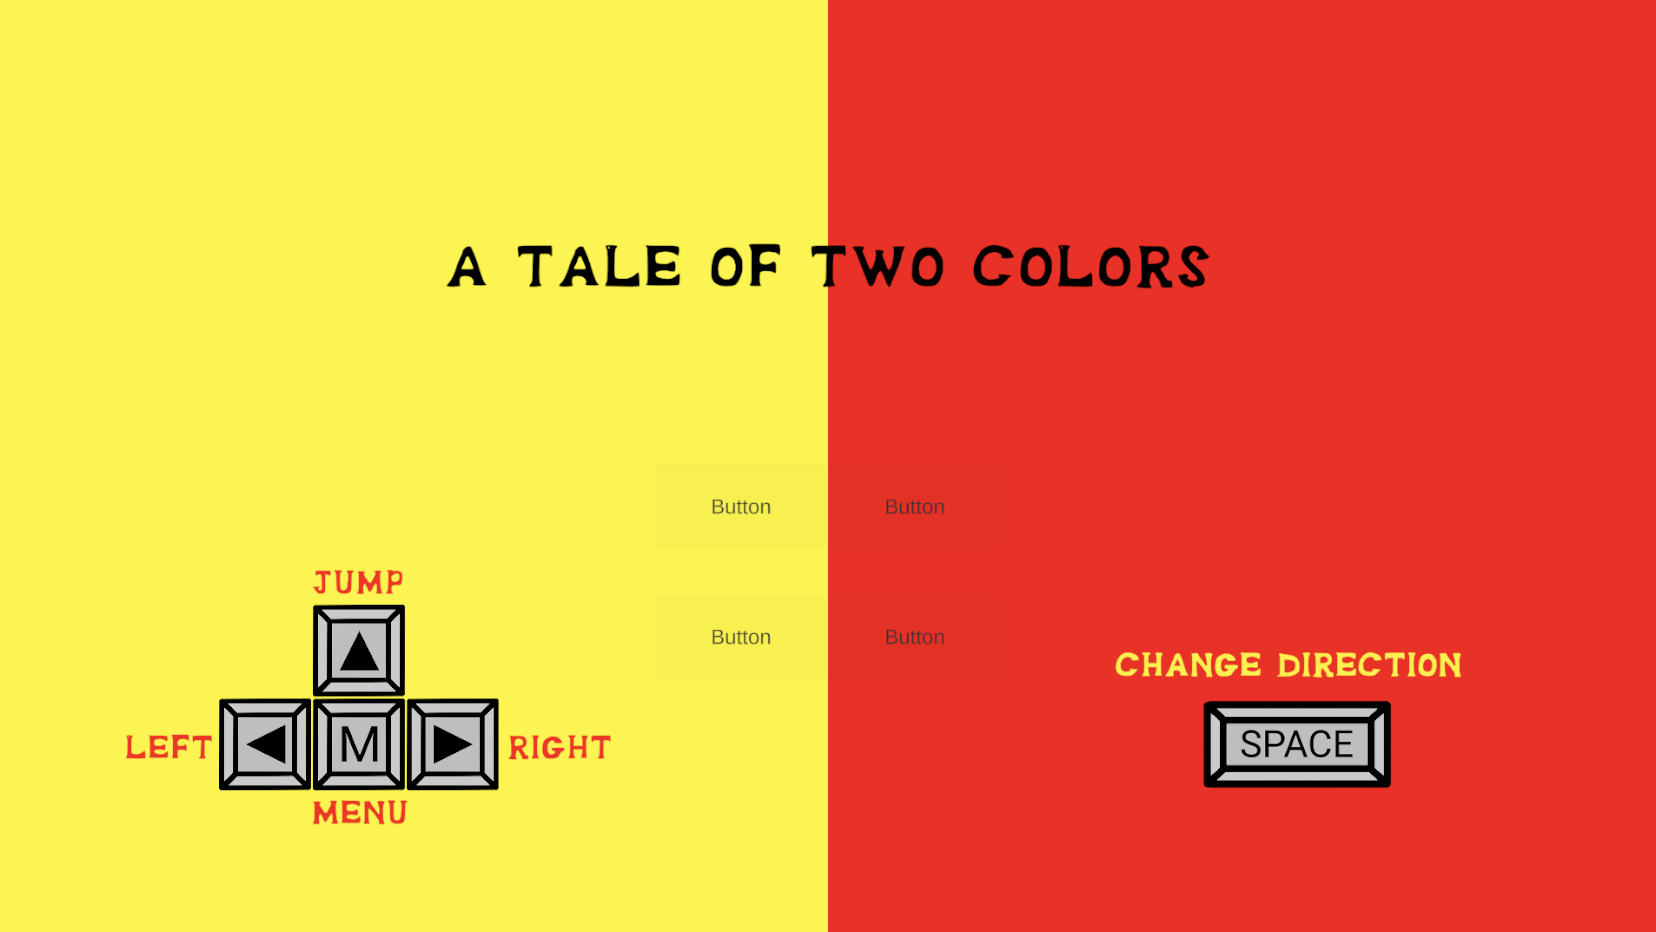 A TALE OF TWO COLORS
Button Button
JUMP
Button Button
CHANGE DIRECTION
LEFT M RIGHT
SPACE
MENU